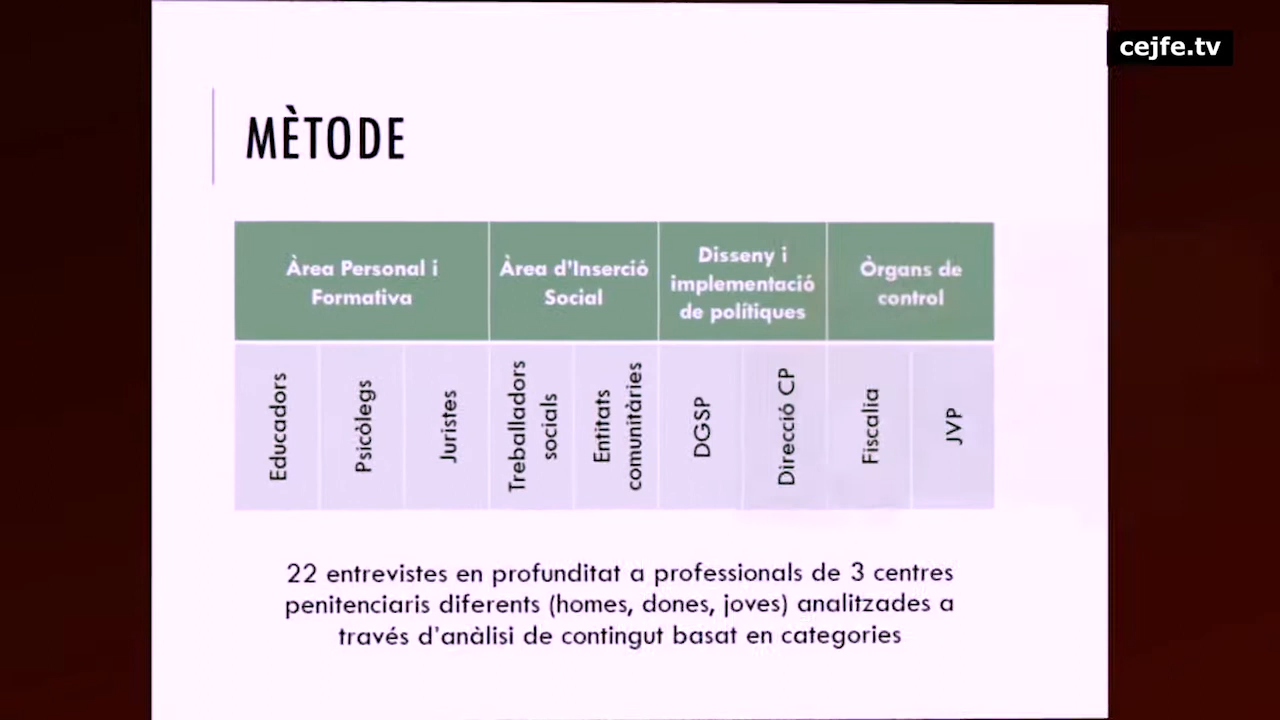 cejfe.tv
MÈTODE
Àrea Personal i
Formativa
Àrea d'Inserció
Social
Disseny i
implementació
de polítiques
Òrgans de
control
Educadors
Psicòlegs
Juristes
Treballadors
socials
Entitats
comunitàries
DGSP
Direcció CP
Fiscalia
JVP
22 entrevistes en profunditat a professionals de 3 centres
penitenciaris diferents (homes, dones, joves) analitzades a
través d'anàlisi de contingut basat en categories